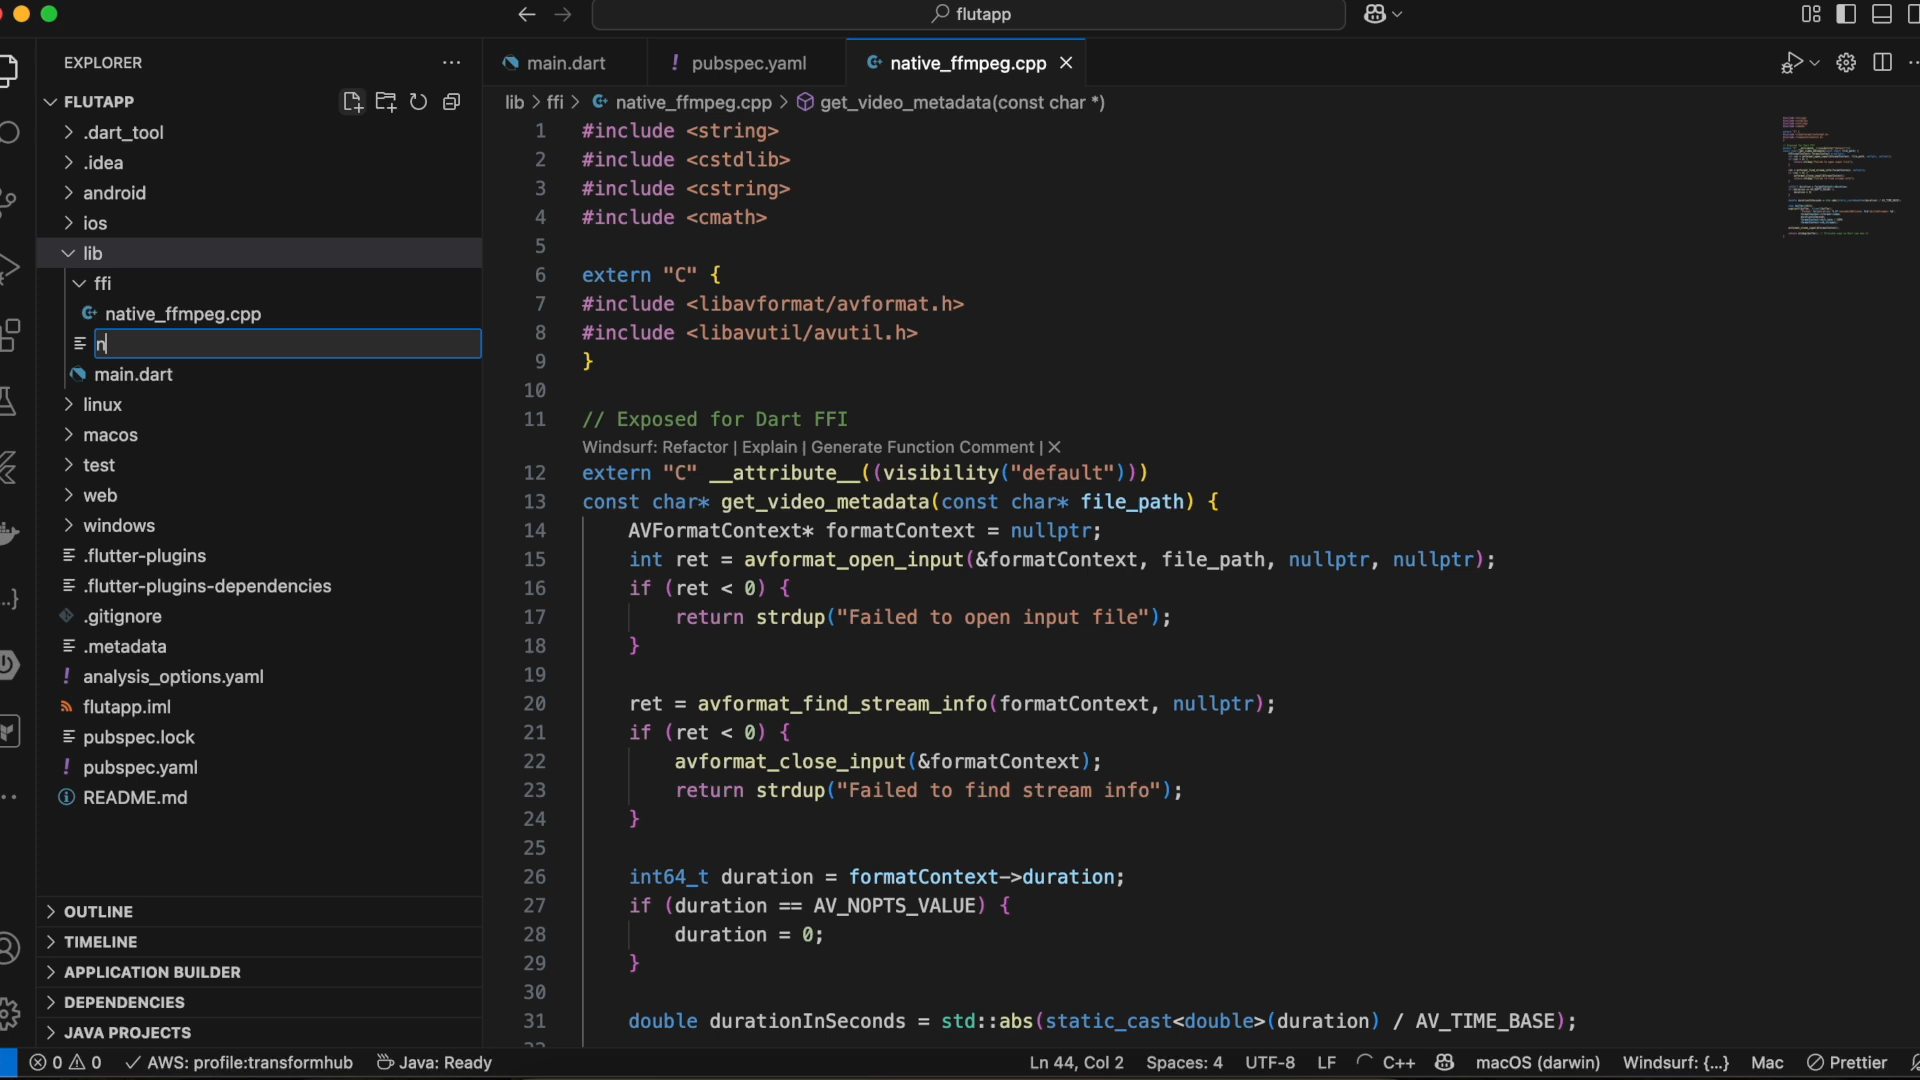 flutapp
EXPLORER
main.dart
! pubspec.yaml
native_ffmpeg.cpp
FLUTAPP
lib > ffi > native_ffmpeg.cpp > get_video_metadata(const char *)
.dart_tool
.idea
android
ios
lib
ffi
native_ffmpeg.cpp
n
main.dart
linux
macos
test
web
windows
.flutter-plugins
.flutter-plugins-dependencies
.gitignore
.metadata
! analysis_options.yaml
flutapp.iml
pubspec.lock
! pubspec.yaml
README.md
OUTLINE
TIMELINE
APPLICATION BUILDER
DEPENDENCIES
JAVA PROJECTS
1 #include <string>
2 #include <cstdlib>
3 #include <cstring>
4 #include <cmath>
5
6 extern "C" {
7 #include <libavformat/avformat.h>
8 #include <libavutil/avutil.h>
9 }
10
11 // Exposed for Dart FFI
Windsurf: Refactor | Explain | Generate Function Comment | X
12 extern "C" __attribute__((visibility("default")))
13 const char* get_video_metadata(const char* file_path) {
14 AVFormatContext* formatContext = nullptr;
15 int ret = avformat_open_input(&formatContext, file_path, nullptr, nullptr);
16 if (ret < 0) {
17 return strdup("Failed to open input file");
18 }
19
20 ret = avformat_find_stream_info(formatContext, nullptr);
21 if (ret < 0) {
22 avformat_close_input(&formatContext);
23 return strdup("Failed to find stream info");
24 }
25
26 int64_t duration = formatContext->duration;
27 if (duration == AV_NOPTS_VALUE) {
28 duration = 0;
29 }
30
31 double durationInSeconds = std::abs(static_cast<double>(duration) / AV_TIME_BASE);
0 0 AWS: profile:transformhub Java: Ready
Ln 44, Col 2 Spaces: 4 UTF-8 LF C++ macOS (darwin) Windsurf: {...} Mac Prettier